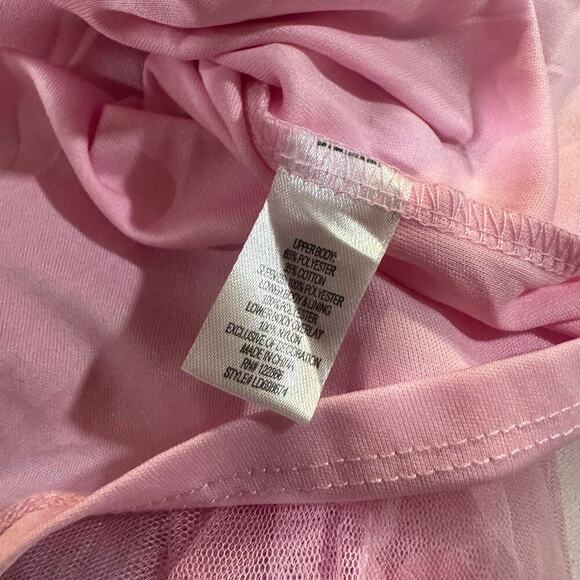 UPPER BODY:
65% POLYESTER
35% COTTON
100% POLYESTER
LOWER BODY & LINING
100% POLYESTER
LOWER BODY OVERLAY
100% NYLON
EXCLUSIVE OF DECORATION
MADE IN CHINA
RN# 122866
STYLE#